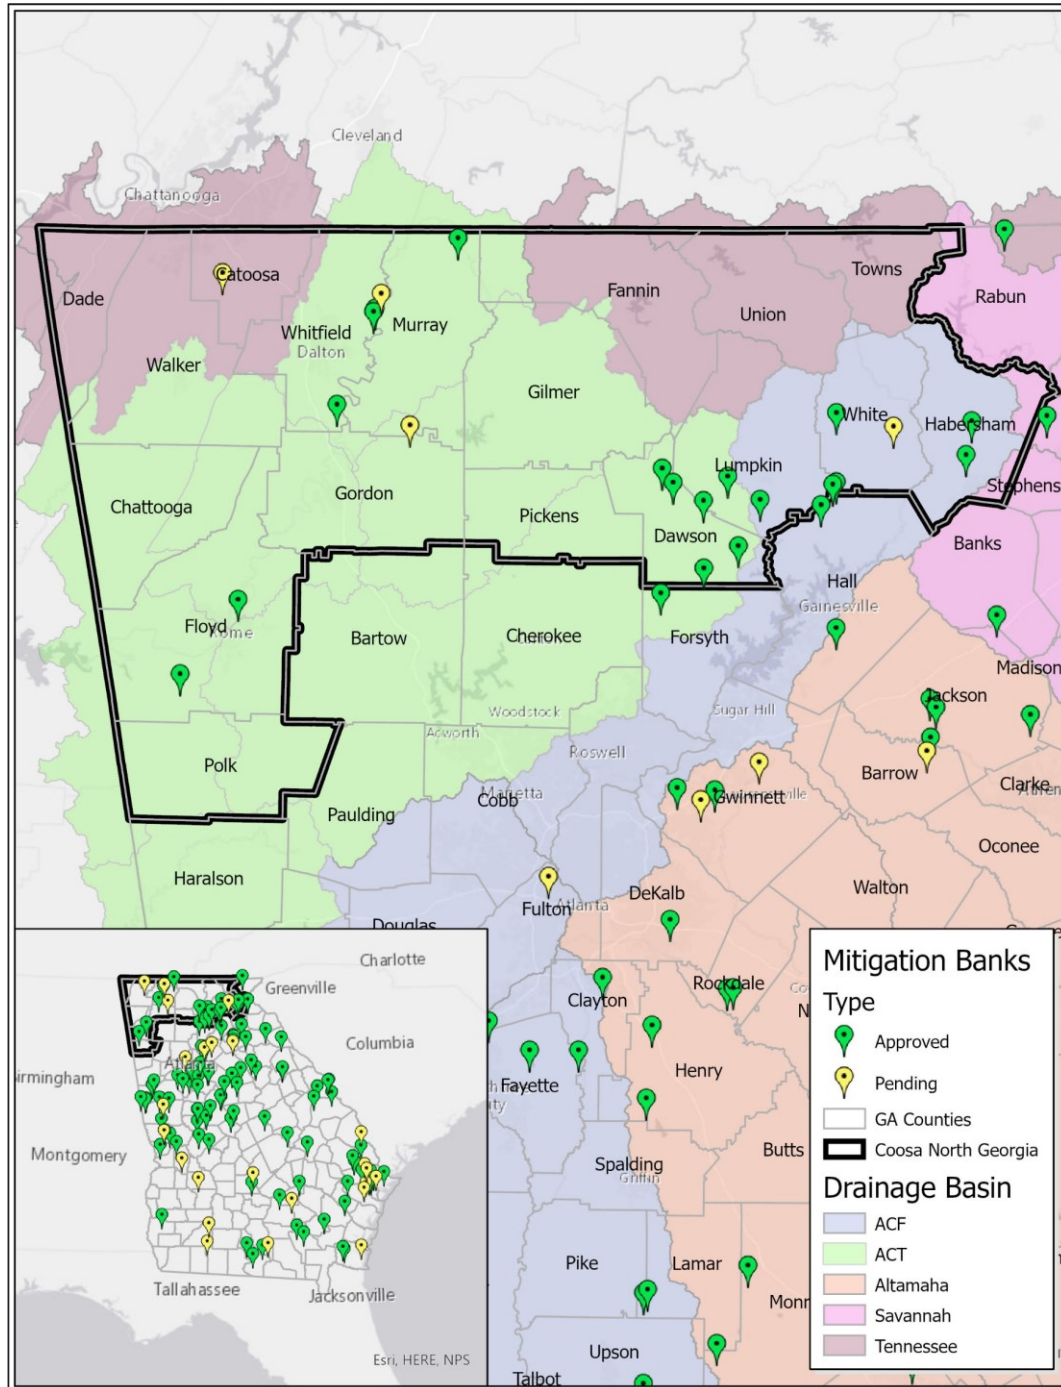 Cleveland
Chattanooga
Catoosa
Towns
Dade
Fannin
Rabun
Union
Whitfield
Murray
Dalton
Walker
Gilmer
White
Habersham
Lumpkin
Stephens
Chattooga
Gordon
Pickens
Dawson
Banks
Hall
Gainesville
Floyd
Rome
Bartow
Cherokee
Forsyth
Madison
Jackson
Woodstock
Sugar Hill
Acworth
Roswell
Polk
Barrow
Marietta
Cobb
Gwinnett
Clarke
Paulding
Oconee
Haralson
Walton
DeKalb
Fulton
Atlanta
Douglas
Clayton
Rockdale
Fayette
Henry
Butts
Spalding
Griffin
Pike
Lamar
Monr
Upson
Talbot
Charlotte
Greenville
Columbia
Atlanta
Birmingham
Montgomery
Tallahassee
Jacksonville
Esri, HERE, NPS
Mitigation Banks
Type
Approved
Pending
GA Counties
Coosa North Georgia
Drainage Basin
ACF
ACT
Altamaha
Savannah
Tennessee